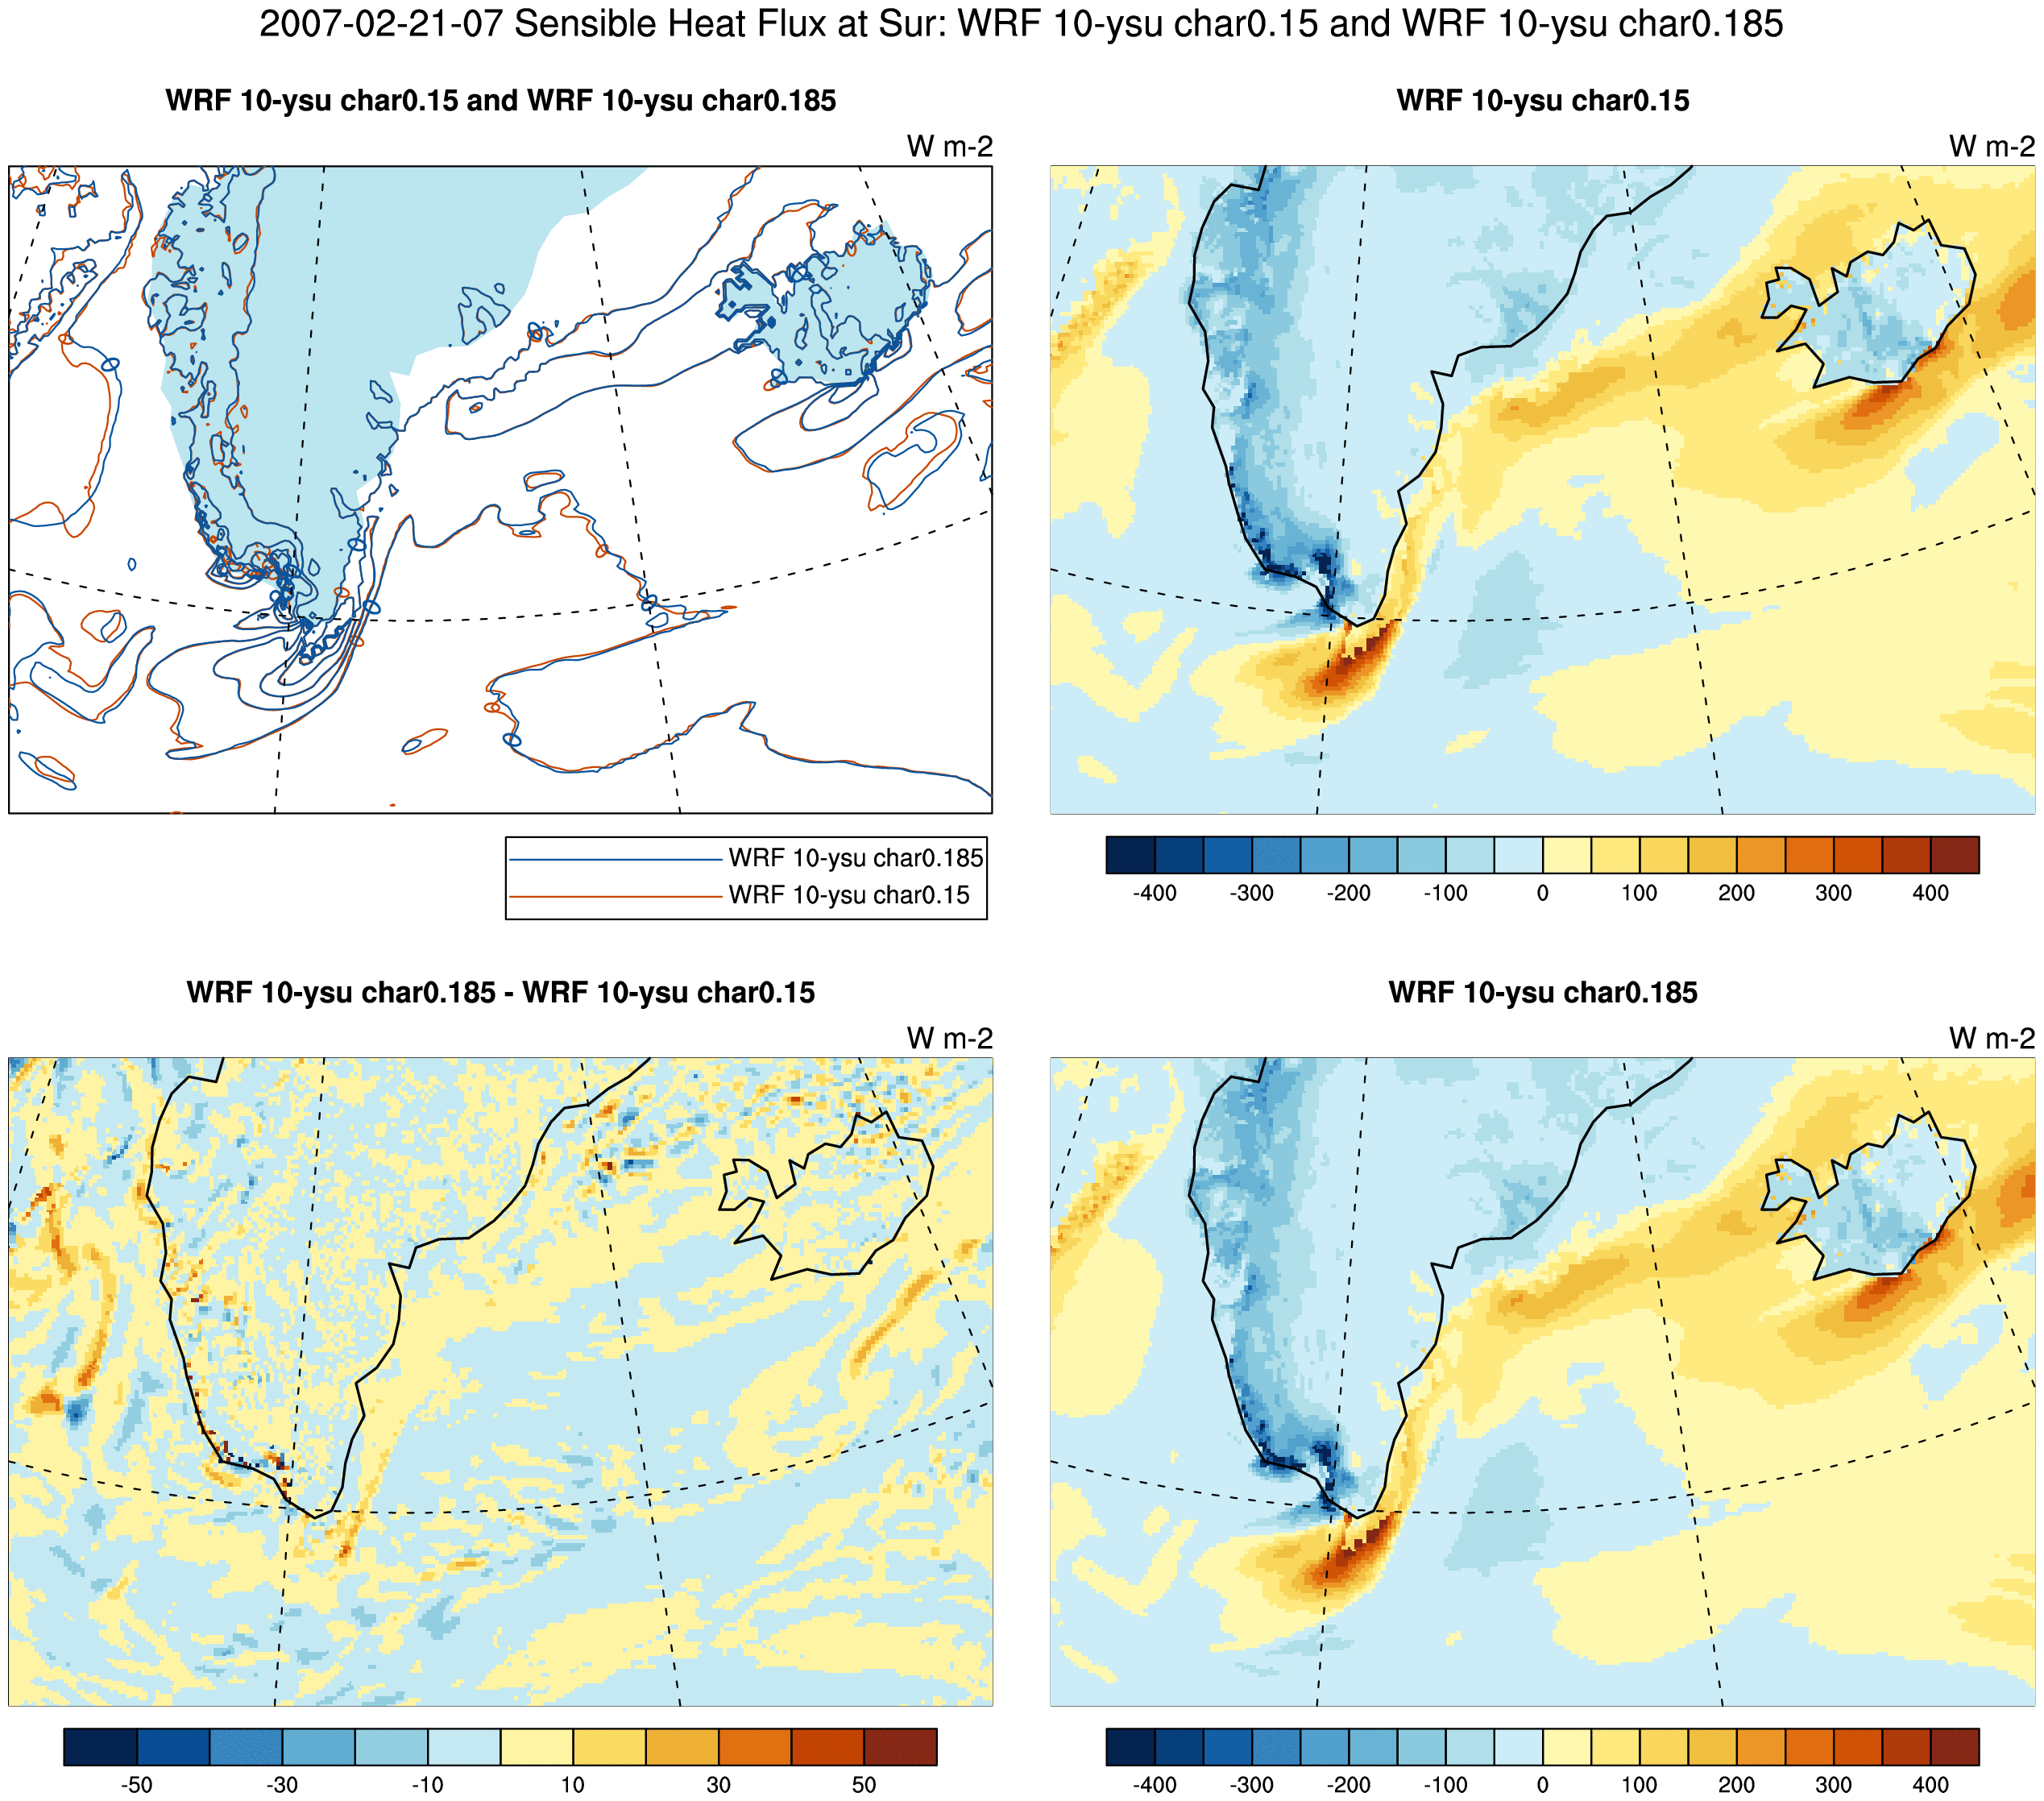 2007-02-21-07 Sensible Heat Flux at Sur: WRF 10-ysu char0.15 and WRF 10-ysu char0.185
WRF 10-ysu char0.15 and WRF 10-ysu char0.185
W m-2
WRF 10-ysu char0.185
WRF 10-ysu char0.15
WRF 10-ysu char0.15
W m-2
-400 -300 -200 -100 0 100 200 300 400
WRF 10-ysu char0.185 - WRF 10-ysu char0.15
W m-2
-50 -30 -10 10 30 50
WRF 10-ysu char0.185
W m-2
-400 -300 -200 -100 0 100 200 300 400